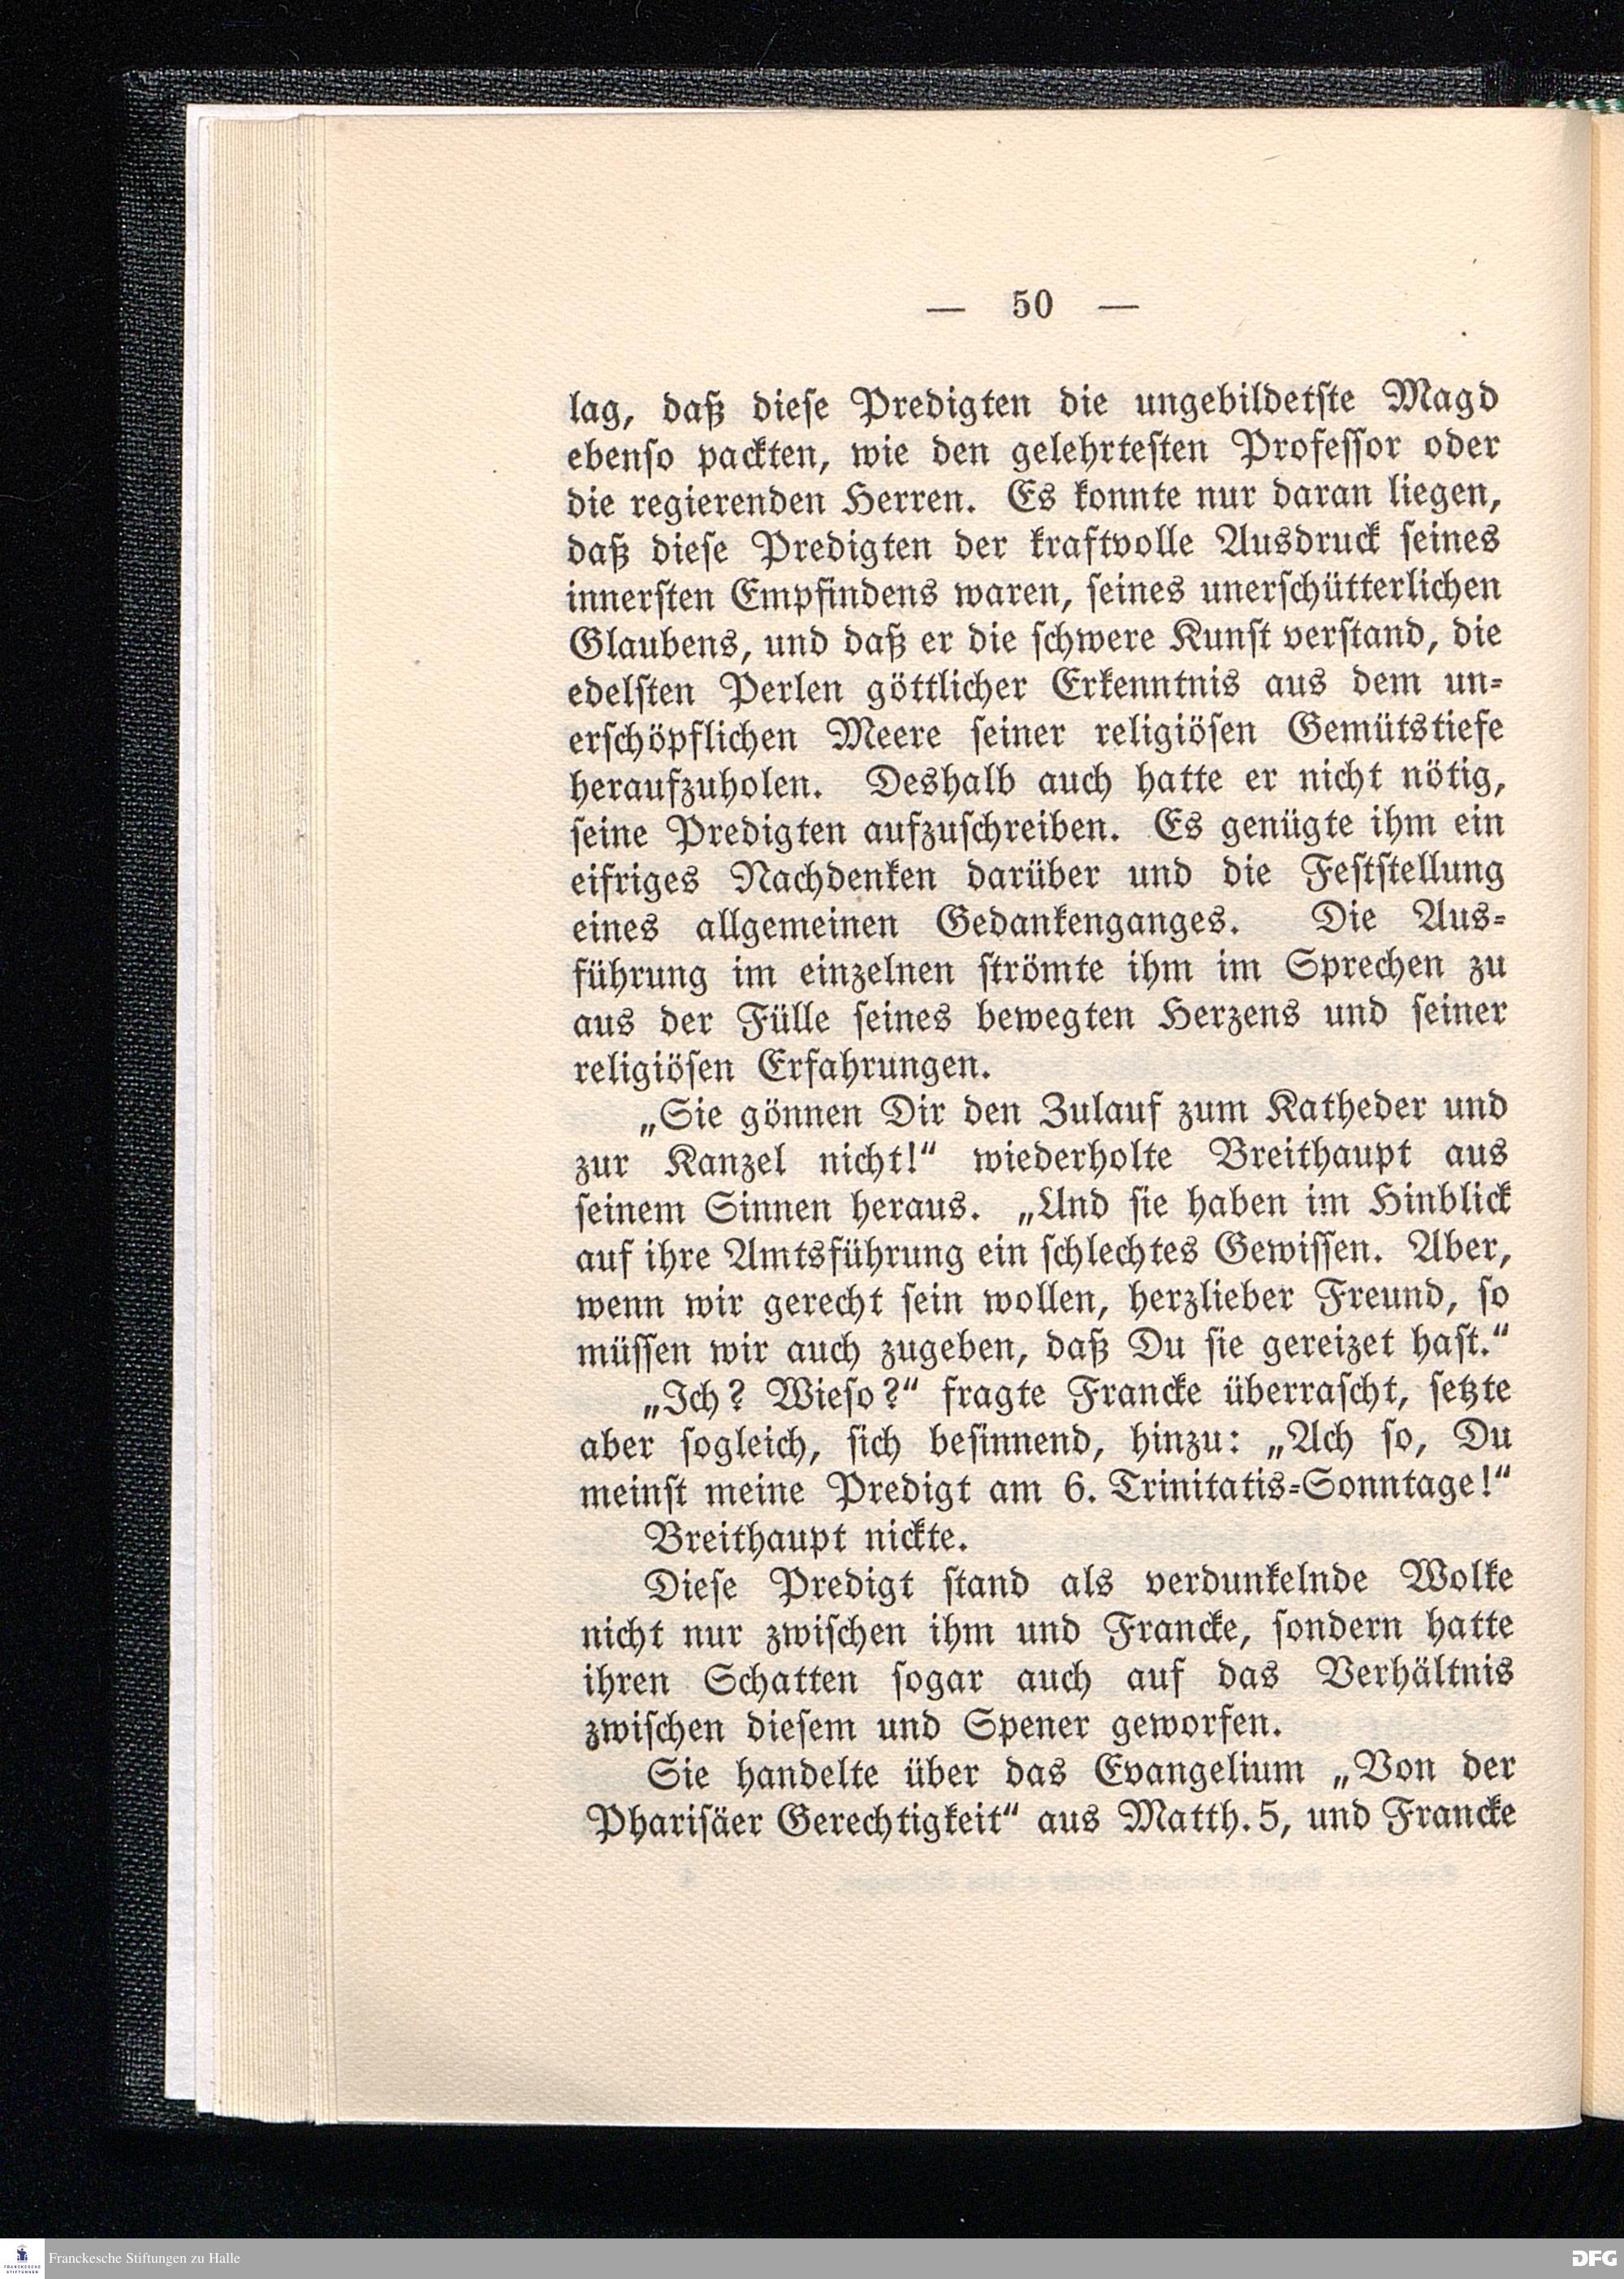 — 50 —
lag, daß diese Predigten die ungebildetste Magd
ebenso packten, wie den gelehrtesten Professor oder
die regierenden Herren. Es konnte nur daran liegen,
daß diese Predigten der kraftvolle Ausdruck seines
innersten Empfindens waren, seines unerschütterlichen
Glaubens, und daß er die schwere Kunst verstand, die
edelsten Perlen göttlicher Erkenntnis aus dem un-
erschöpflichen Meere seiner religiösen Gemütstiefe
heraufzuholen. Deshalb auch hatte er nicht nötig,
seine Predigten aufzuschreiben. Es genügte ihm ein
eifriges Nachdenken darüber und die Feststellung
eines allgemeinen Gedankenganges. Die Aus-
führung im einzelnen strömte ihm im Sprechen zu
aus der Fülle seines bewegten Herzens und seiner
religiösen Erfahrungen.
„Sie gönnen Dir den Zulauf zum Katheder und
zur Kanzel nicht!“ wiederholte Breithaupt aus
seinem Sinnen heraus. „Und sie haben im Hinblick
auf ihre Amtsführung ein schlechtes Gewissen. Aber,
wenn wir gerecht sein wollen, herzlieber Freund, so
müssen wir auch zugeben, daß Du sie gereizet hast.“
„Ich? Wieso?“ fragte Francke überrascht, setzte
aber sogleich, sich besinnend, hinzu: „Ach so, Du
meinst meine Predigt am 6. Trinitatis-Sonntage!“
Breithaupt nickte.
Diese Predigt stand als verdunkelnde Wolke
nicht nur zwischen ihm und Francke, sondern hatte
ihren Schatten sogar auch auf das Verhältnis
zwischen diesem und Spener geworfen.
Sie handelte über das Evangelium „Von der
Pharisäer Gerechtigkeit“ aus Matth. 5, und Francke
FRANCKESCHE
STIFTUNGEN
Franckesche Stiftungen zu Halle
DFG